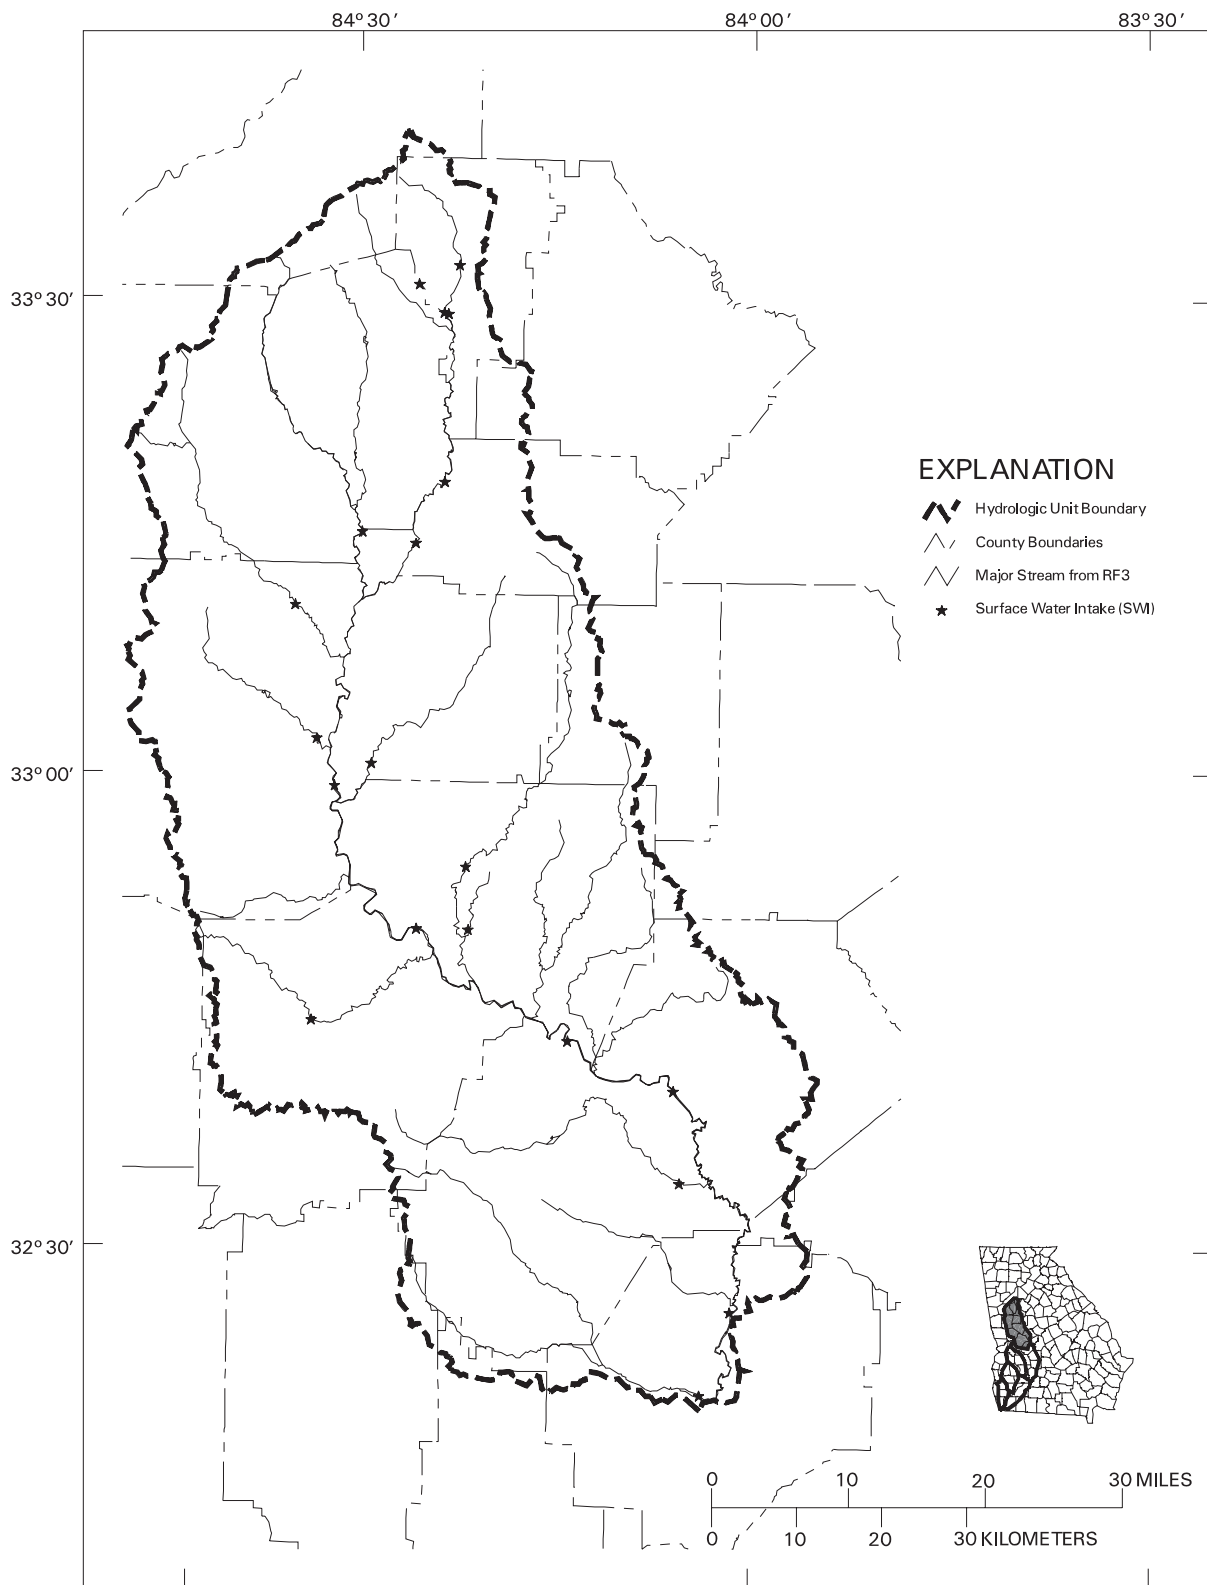 84° 30' 84° 00' 83° 30'
33° 30'
EXPLANATION
Hydrologic Unit Boundary
County Boundaries
Major Stream from RF3
Surface Water Intake (SWI)
33° 00'
32° 30'
0 10 20 30 MILES
0 10 20 30 KILOMETERS